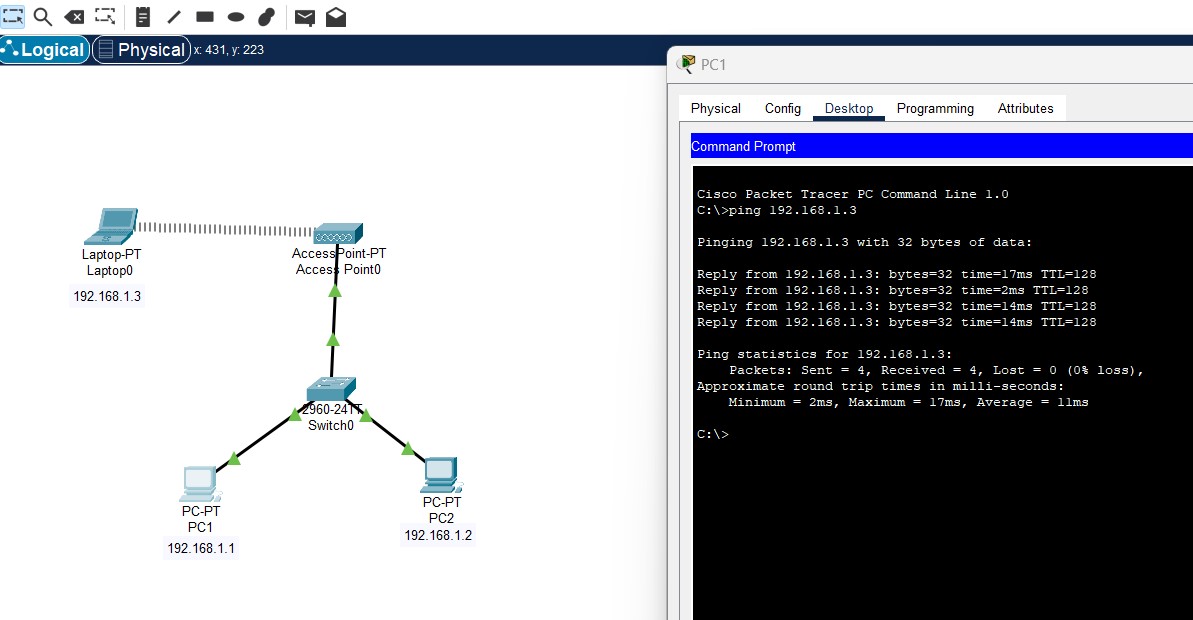 Logical
Physical
x: 431, y: 223
Laptop-PT
Laptop0
192.168.1.3
AccessPoint-PT
Access Point0
2960-24TT
Switch0
PC-PT
PC1
192.168.1.1
PC-PT
PC2
192.168.1.2
PC1
Physical
Config
Desktop
Programming
Attributes
Command Prompt
Cisco Packet Tracer PC Command Line 1.0
C:\>ping 192.168.1.3
Pinging 192.168.1.3 with 32 bytes of data:
Reply from 192.168.1.3: bytes=32 time=17ms TTL=128
Reply from 192.168.1.3: bytes=32 time=2ms TTL=128
Reply from 192.168.1.3: bytes=32 time=14ms TTL=128
Reply from 192.168.1.3: bytes=32 time=14ms TTL=128
Ping statistics for 192.168.1.3:
Packets: Sent = 4, Received = 4, Lost = 0 (0% loss),
Approximate round trip times in milli-seconds:
Minimum = 2ms, Maximum = 17ms, Average = 11ms
C:\>